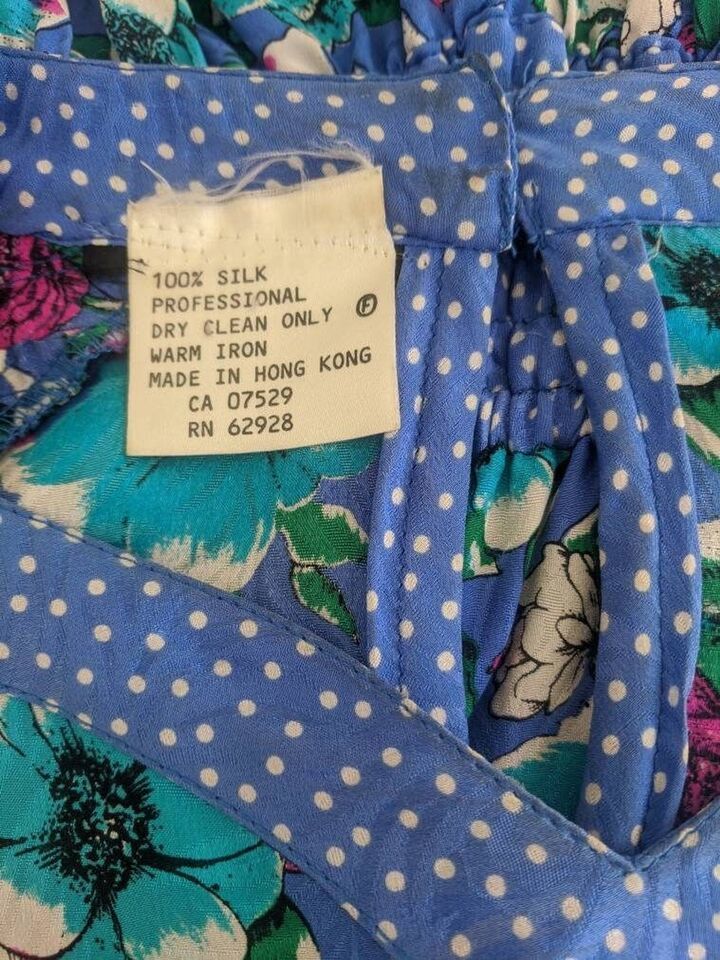 100% SILK
PROFESSIONAL
DRY CLEAN ONLY Ⓕ
WARM IRON
MADE IN HONG KONG
CA 07529
RN 62928